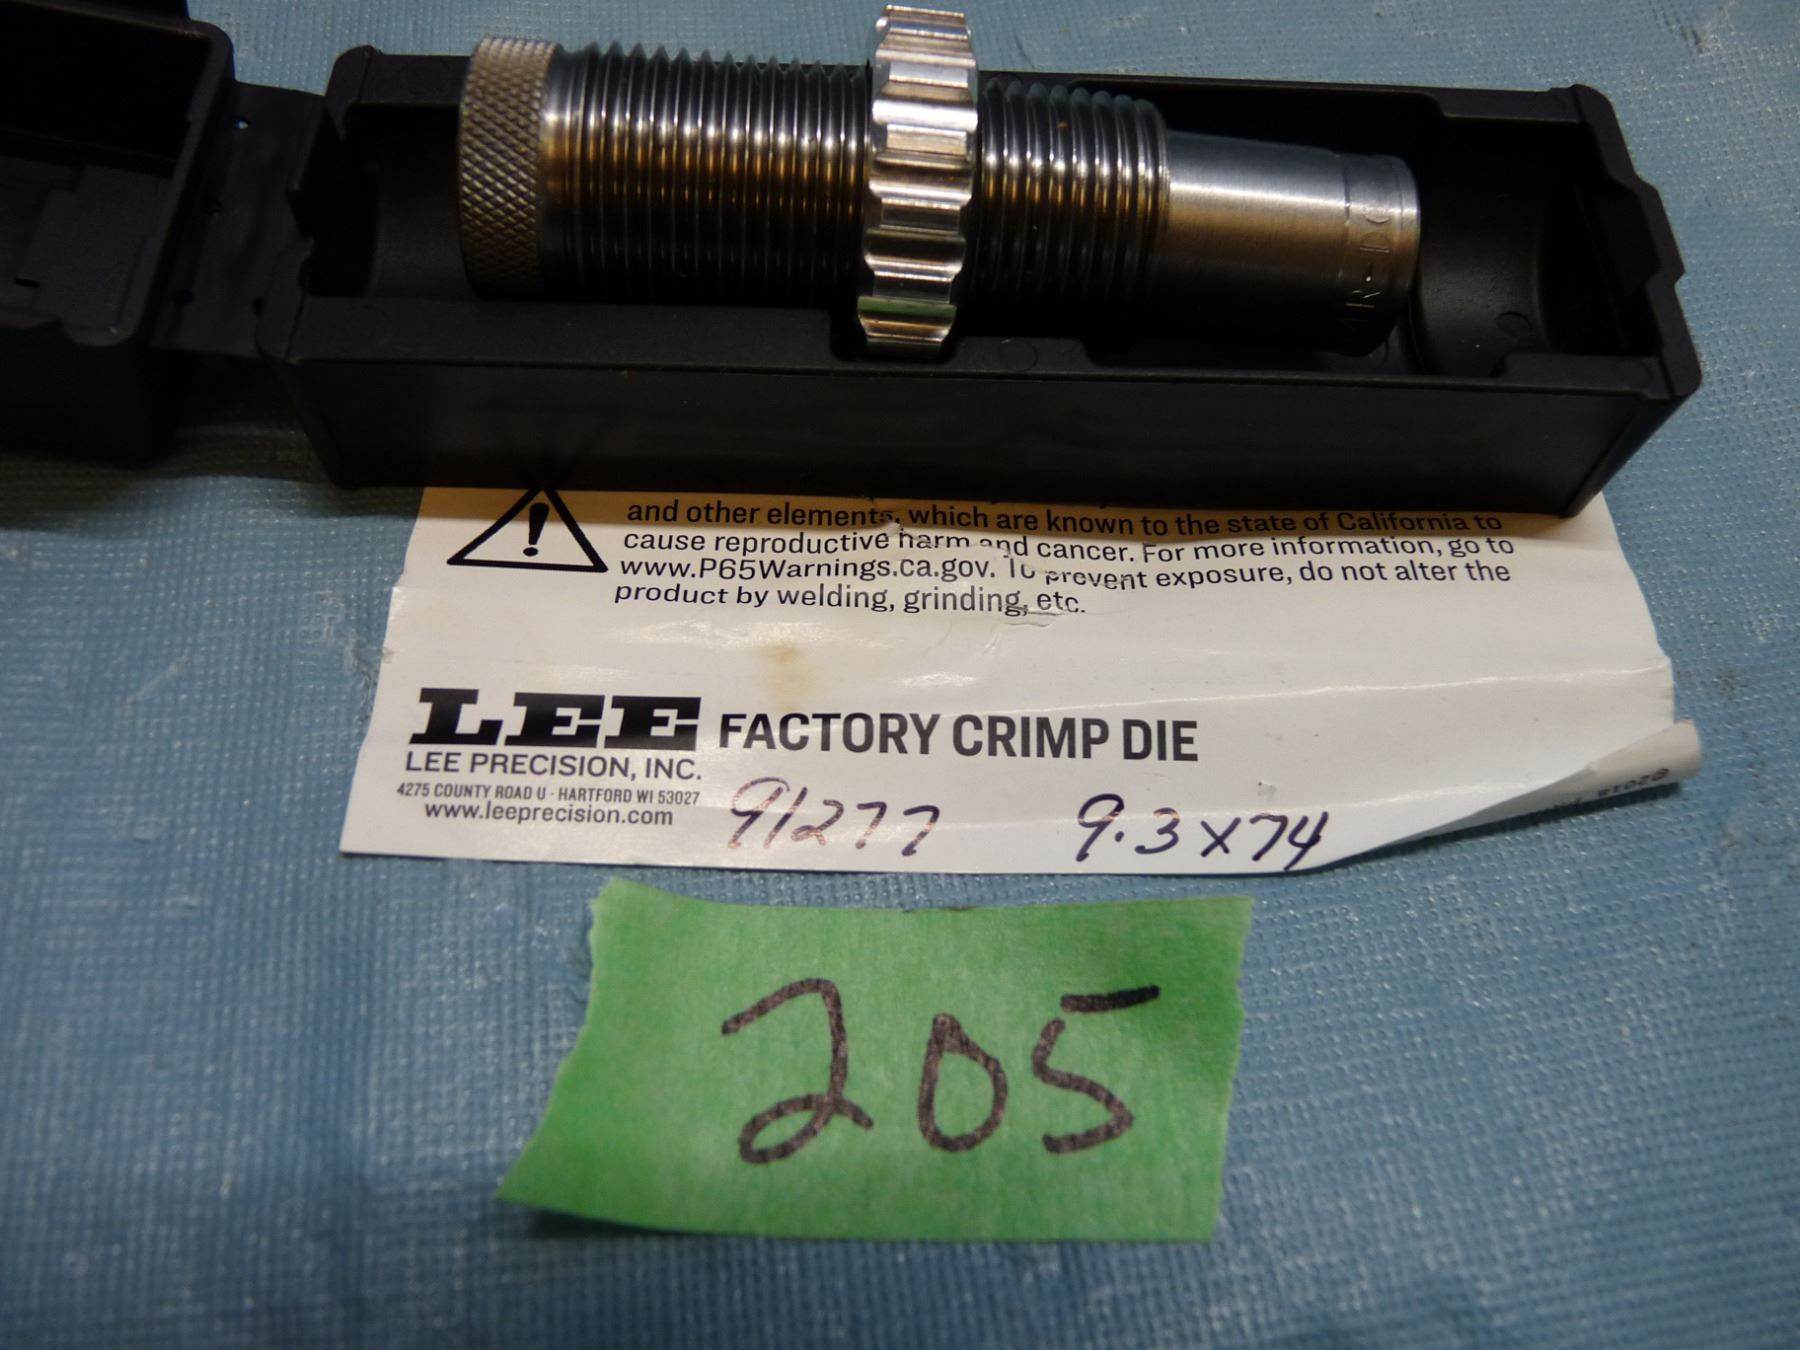 R-D
and other elements, which are known to the state of California to
cause reproductive harm and cancer. For more information, go to
www.P65Warnings.ca.gov. To prevent exposure, do not alter the
product by welding, grinding, etc.
LEE FACTORY CRIMP DIE
LEE PRECISION, INC.
4275 COUNTY ROAD U · HARTFORD WI 53027
www.leeprecision.com
91277 9.3x74
205